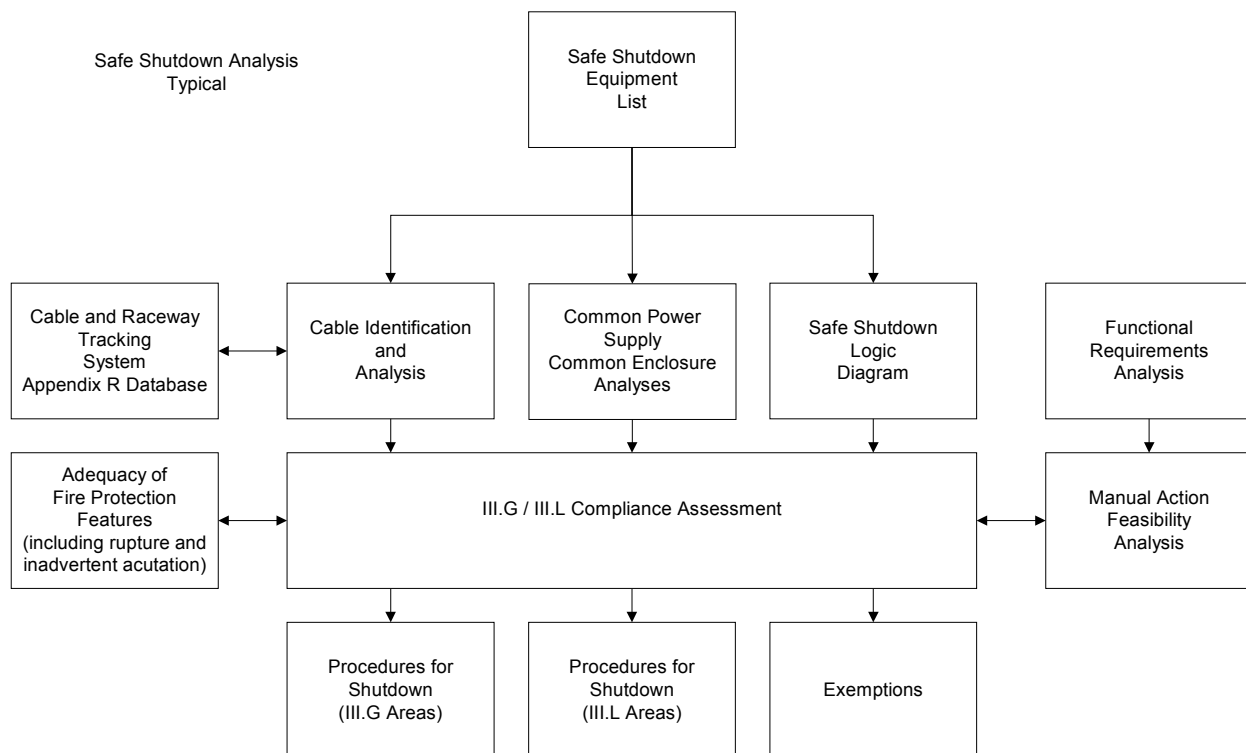 Safe Shutdown Analysis
Typical
Safe Shutdown
Equipment
List
Cable and Raceway
Tracking
System
Appendix R Database
Cable Identification
and
Analysis
Common Power
Supply
Common Enclosure
Analyses
Safe Shutdown
Logic
Diagram
Functional
Requirements
Analysis
Adequacy of
Fire Protection
Features
(including rupture and
inadvertent acutation)
III.G / III.L Compliance Assessment
Manual Action
Feasibility
Analysis
Procedures for
Shutdown
(III.G Areas)
Procedures for
Shutdown
(III.L Areas)
Exemptions